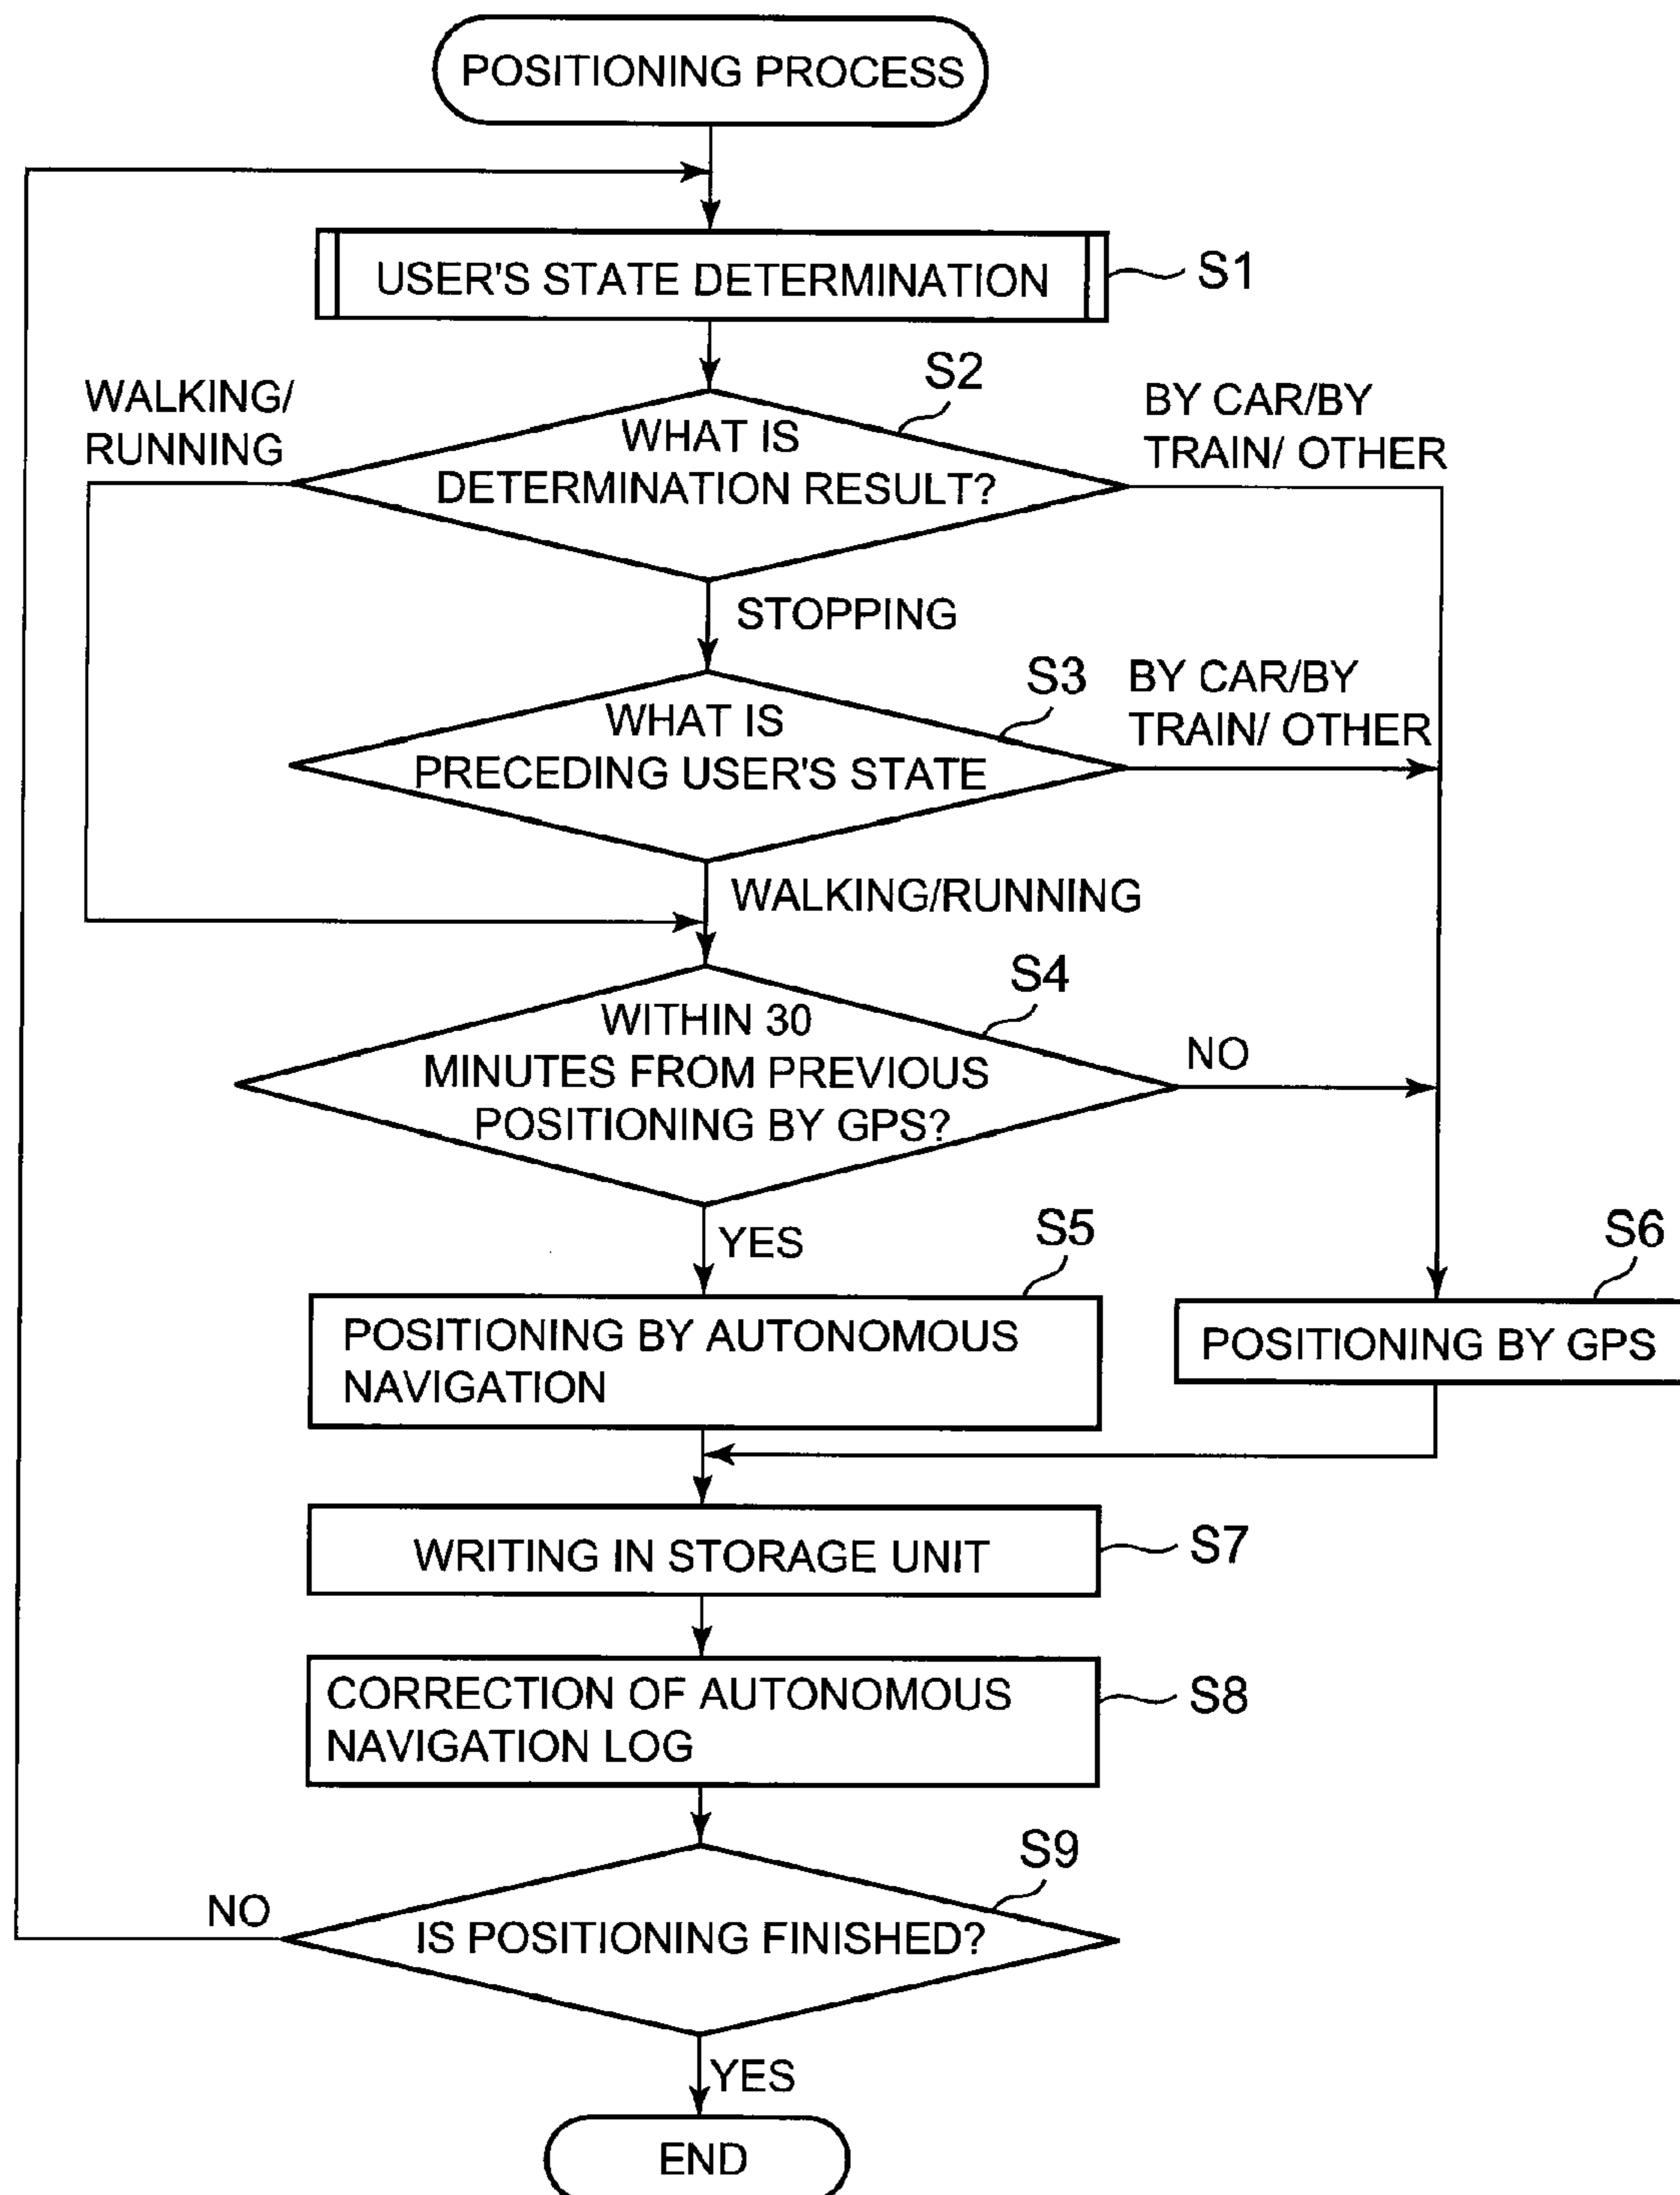 POSITIONING PROCESS
USER'S STATE DETERMINATION
S1
S2
WALKING/
RUNNING
WHAT IS
DETERMINATION RESULT?
BY CAR/BY
TRAIN/ OTHER
STOPPING
S3
WHAT IS
PRECEDING USER'S STATE
BY CAR/BY
TRAIN/ OTHER
WALKING/RUNNING
S4
WITHIN 30
MINUTES FROM PREVIOUS
POSITIONING BY GPS?
NO
YES
S5
S6
POSITIONING BY AUTONOMOUS
NAVIGATION
POSITIONING BY GPS
WRITING IN STORAGE UNIT
S7
CORRECTION OF AUTONOMOUS
NAVIGATION LOG
S8
S9
NO
IS POSITIONING FINISHED?
YES
END